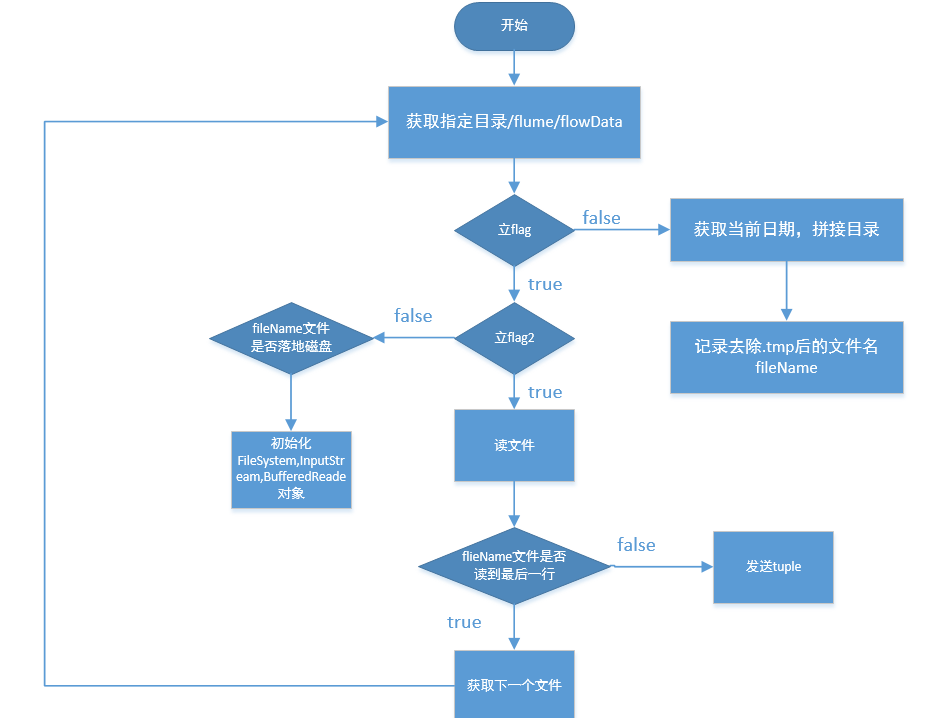 开始
获取指定目录/flume/flowData
立flag
false
获取当前日期，拼接目录
true
记录去除.tmp后的文件名
fileName
立flag2
false
fileName文件
是否落地磁盘
true
初始化
FileSystem,InputStr
eam,BufferedReade
对象
读文件
flieName文件是否
读到最后一行
false
发送tuple
true
获取下一个文件